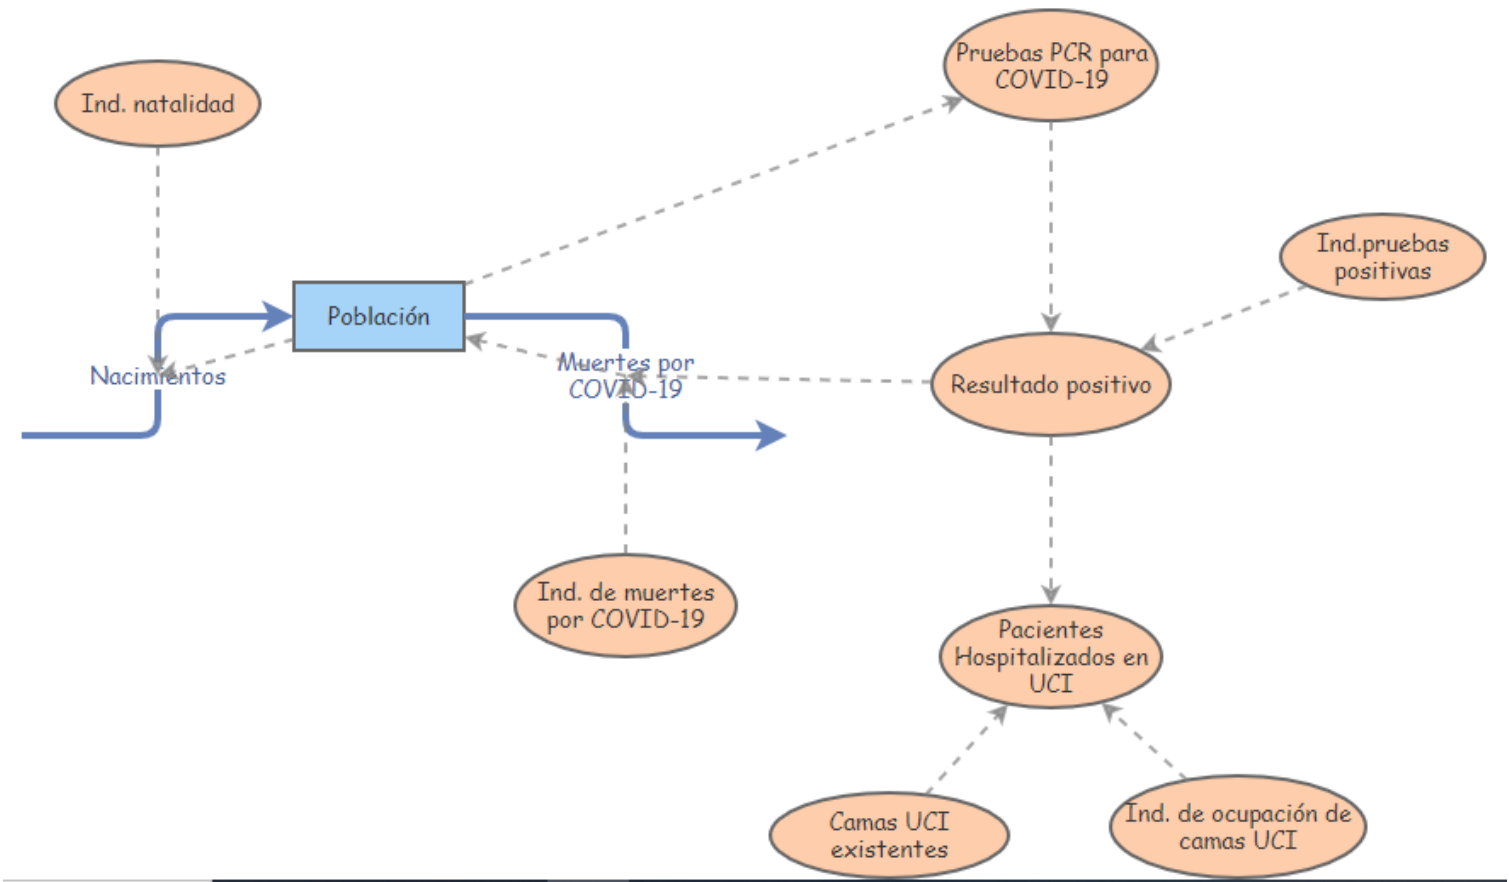 Pruebas PCR para
COVID-19
Ind. natalidad
Ind.pruebas
positivas
Población
Nacimientos
Muertes por
COVID-19
Resultado positivo
Ind. de muertes
por COVID-19
Pacientes
Hospitalizados en
UCI
Camas UCI
existentes
Ind. de ocupación de
camas UCI